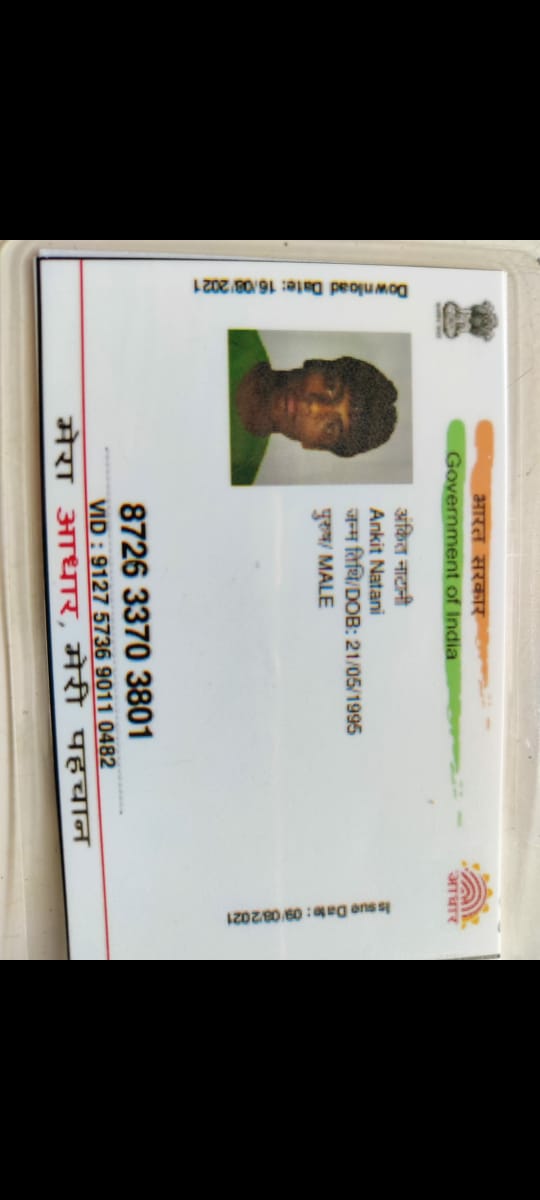 भारत सरकार
Government of India
Download Date: 16/08/2021
अंकित नाटानी
Ankit Natani
जन्म तिथि/DOB: 21/05/1995
पुरुष/ MALE
Issue Date : 09/08/2021
8726 3370 3801
VID : 9127 5736 9011 0482
मेरा आधार, मेरी पहचान
आधार